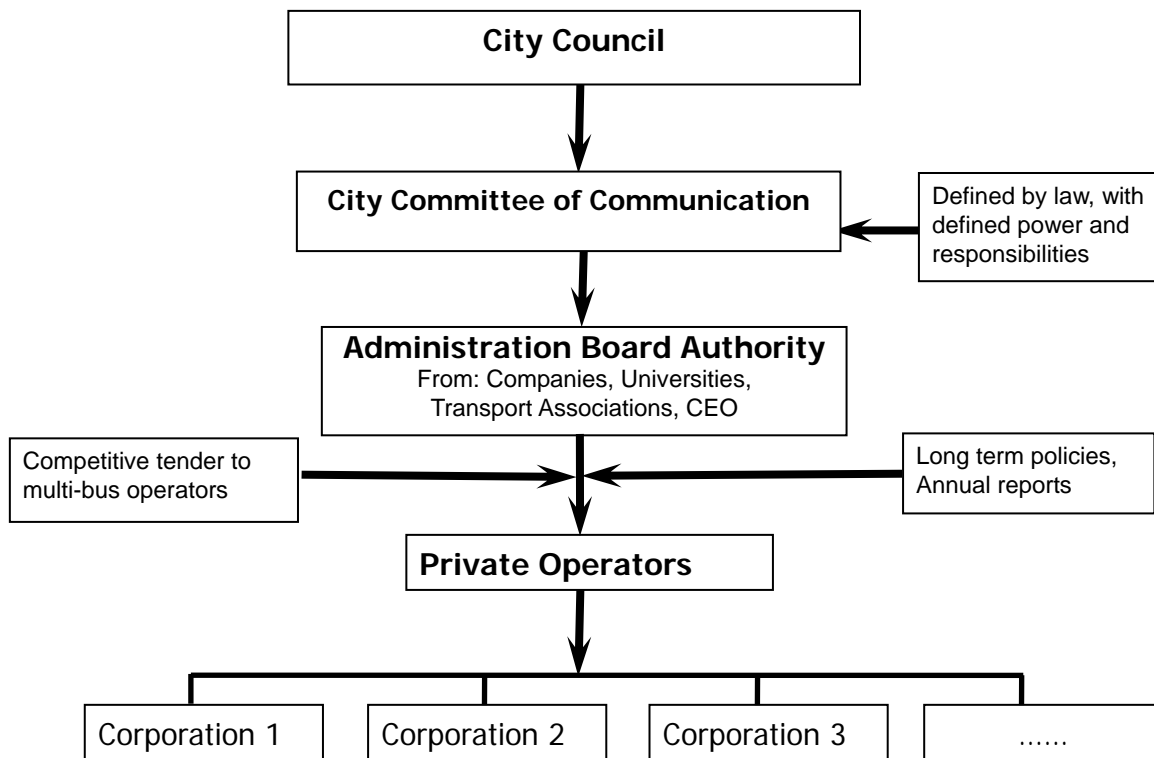 City Council
City Committee of Communication
Defined by law, with
defined power and
responsibilities
Administration Board Authority
From: Companies, Universities,
Transport Associations, CEO
Competitive tender to
multi-bus operators
Long term policies,
Annual reports
Private Operators
Corporation 1
Corporation 2
Corporation 3
……